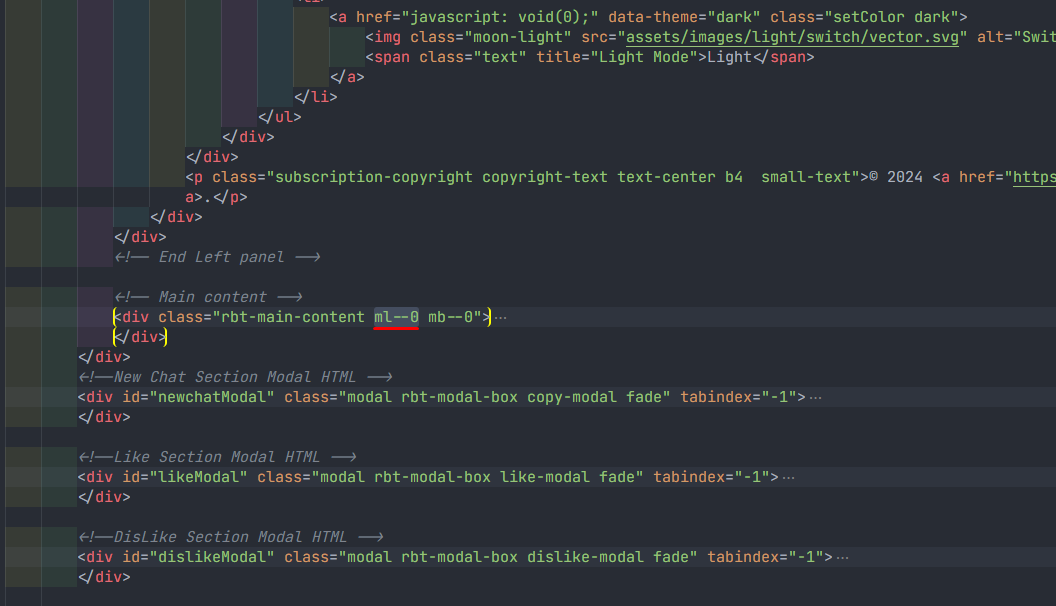 <li>
<a href="javascript: void(0);" data-theme="dark" class="setColor dark">
<img class="moon-light" src="assets/images/light/switch/vector.svg" alt="Swit
<span class="text" title="Light Mode">Light</span>
</a>
</li>
</ul>
</div>
</div>
<p class="subscription-copyright copyright-text text-center b4  small-text">© 2024 <a href="https
a>.</p>
</div>
</div>
<!-- End Left panel -->
<!-- Main content -->
<div class="rbt-main-content ml--0 mb--0">···
</div>
</div>
<!--New Chat Section Modal HTML -->
<div id="newchatModal" class="modal rbt-modal-box copy-modal fade" tabindex="-1">···
</div>
<!--Like Section Modal HTML -->
<div id="likeModal" class="modal rbt-modal-box like-modal fade" tabindex="-1">···
</div>
<!--DisLike Section Modal HTML -->
<div id="dislikeModal" class="modal rbt-modal-box dislike-modal fade" tabindex="-1">···
</div>